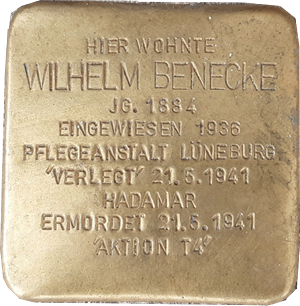 HIER WOHNTE
WILHELM BENECKE
JG. 1884
EINGEWIESEN 1936
PFLEGEANSTALT LÜNEBURG
'VERLEGT' 21.5.1941
HADAMAR
ERMORDET 21.5.1941
'AKTION T4'